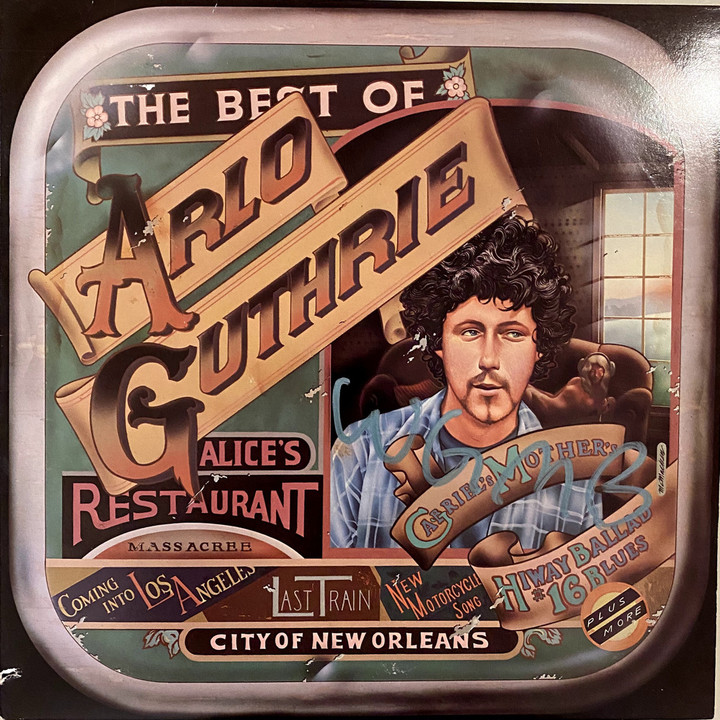 THE BEST OF
ARLO
GUTHRIE
ALICE'S
RESTAURANT
MASSACREE
GABRIEL'S MOTHER'S
HIWAY BALLAD
#16 BLUES
COMING
INTO LOS ANGELES
LAST TRAIN
NEW
MOTORCYCLE
SONG
PLUS
MORE
CITY OF NEW ORLEANS